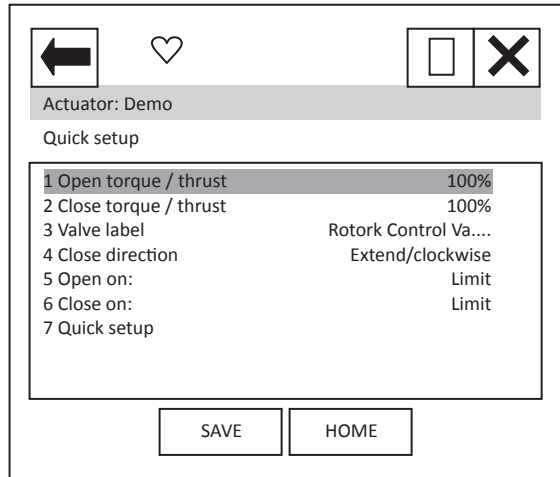 Actuator: Demo
Quick setup
1 Open torque / thrust 100%
2 Close torque / thrust 100%
3 Valve label Rotork Control Va....
4 Close direction Extend/clockwise
5 Open on: Limit
6 Close on: Limit
7 Quick setup
SAVE HOME